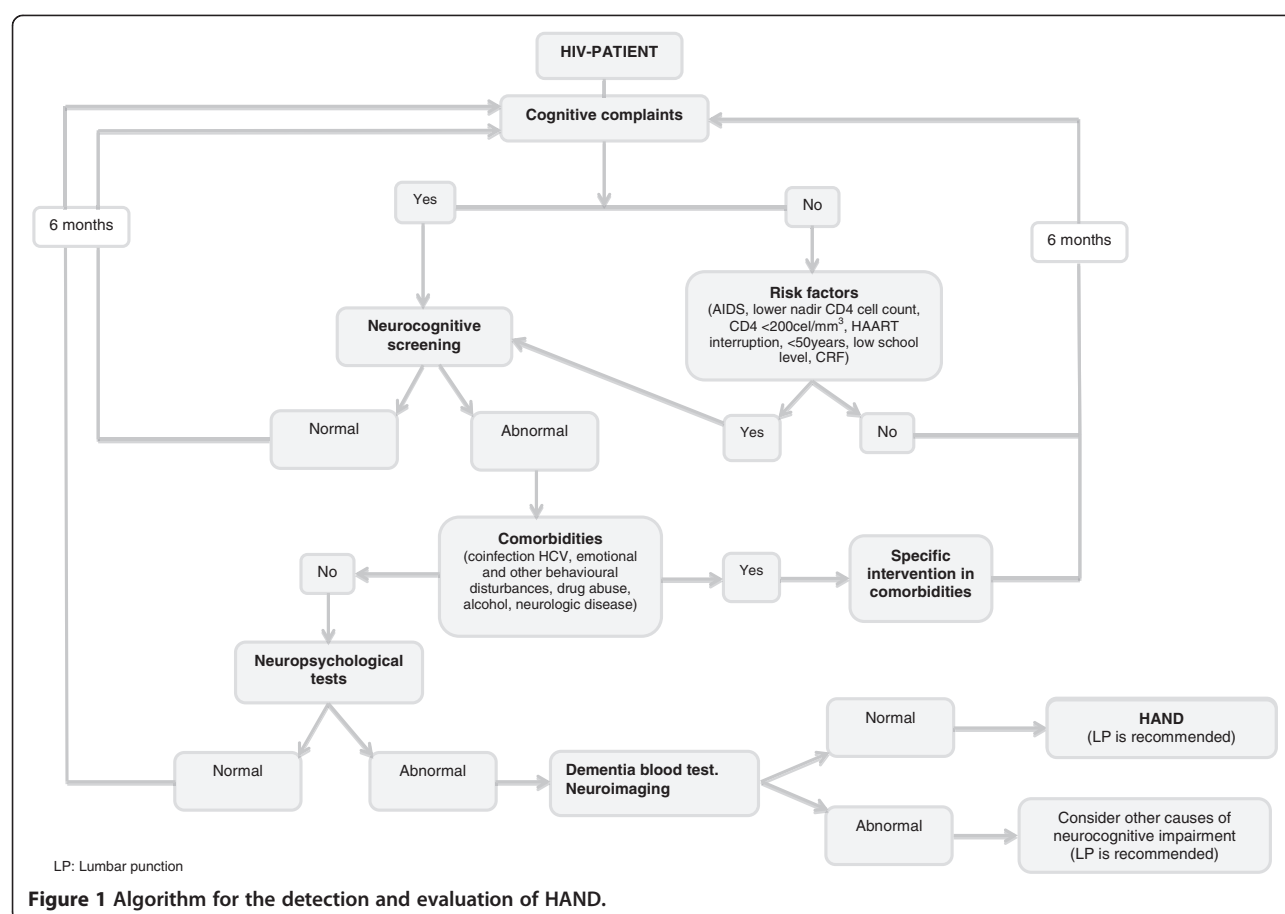 HIV-PATIENT
Cognitive complaints
Yes
No
6 months
6 months
Risk factors
(AIDS, lower nadir CD4 cell count,
CD4 <200cel/mm³, HAART
interruption, <50years, low school
level, CRF)
Neurocognitive
screening
Normal
Abnormal
Yes
No
Comorbidities
(coinfection HCV, emotional
and other behavioural
disturbances, drug abuse,
alcohol, neurologic disease)
No
Yes
Specific
intervention in
comorbidities
Neuropsychological
tests
Normal
HAND
(LP is recommended)
Normal
Abnormal
Dementia blood test.
Neuroimaging
Abnormal
Consider other causes of
neurocognitive impairment
(LP is recommended)
LP: Lumbar punction
Figure 1 Algorithm for the detection and evaluation of HAND.